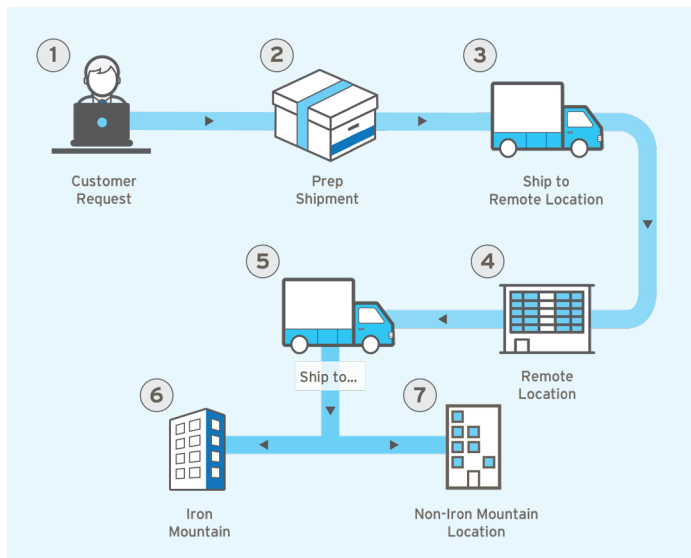 1
2
3
Customer
Request
Prep
Shipment
Ship to
Remote Location
5
4
Ship to...
Remote
Location
6
7
Iron
Mountain
Non-Iron Mountain
Location